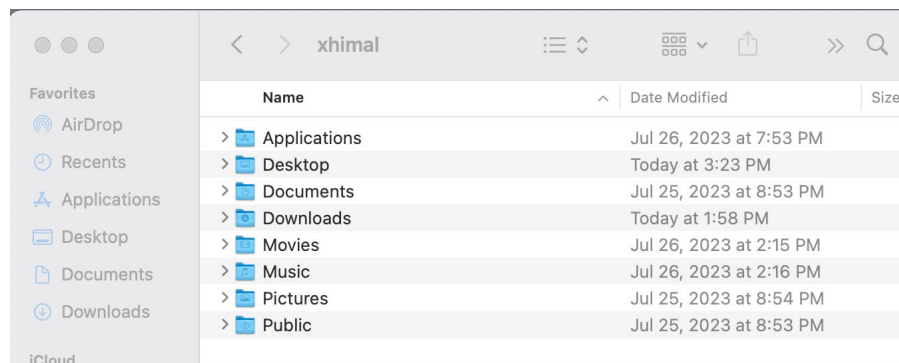 xhimal
Favorites
AirDrop
Recents
Applications
Desktop
Documents
Downloads
iCloud
Name Date Modified Size
Applications Jul 26, 2023 at 7:53 PM
Desktop Today at 3:23 PM
Documents Jul 25, 2023 at 8:53 PM
Downloads Today at 1:58 PM
Movies Jul 26, 2023 at 2:15 PM
Music Jul 26, 2023 at 2:16 PM
Pictures Jul 25, 2023 at 8:54 PM
Public Jul 25, 2023 at 8:53 PM